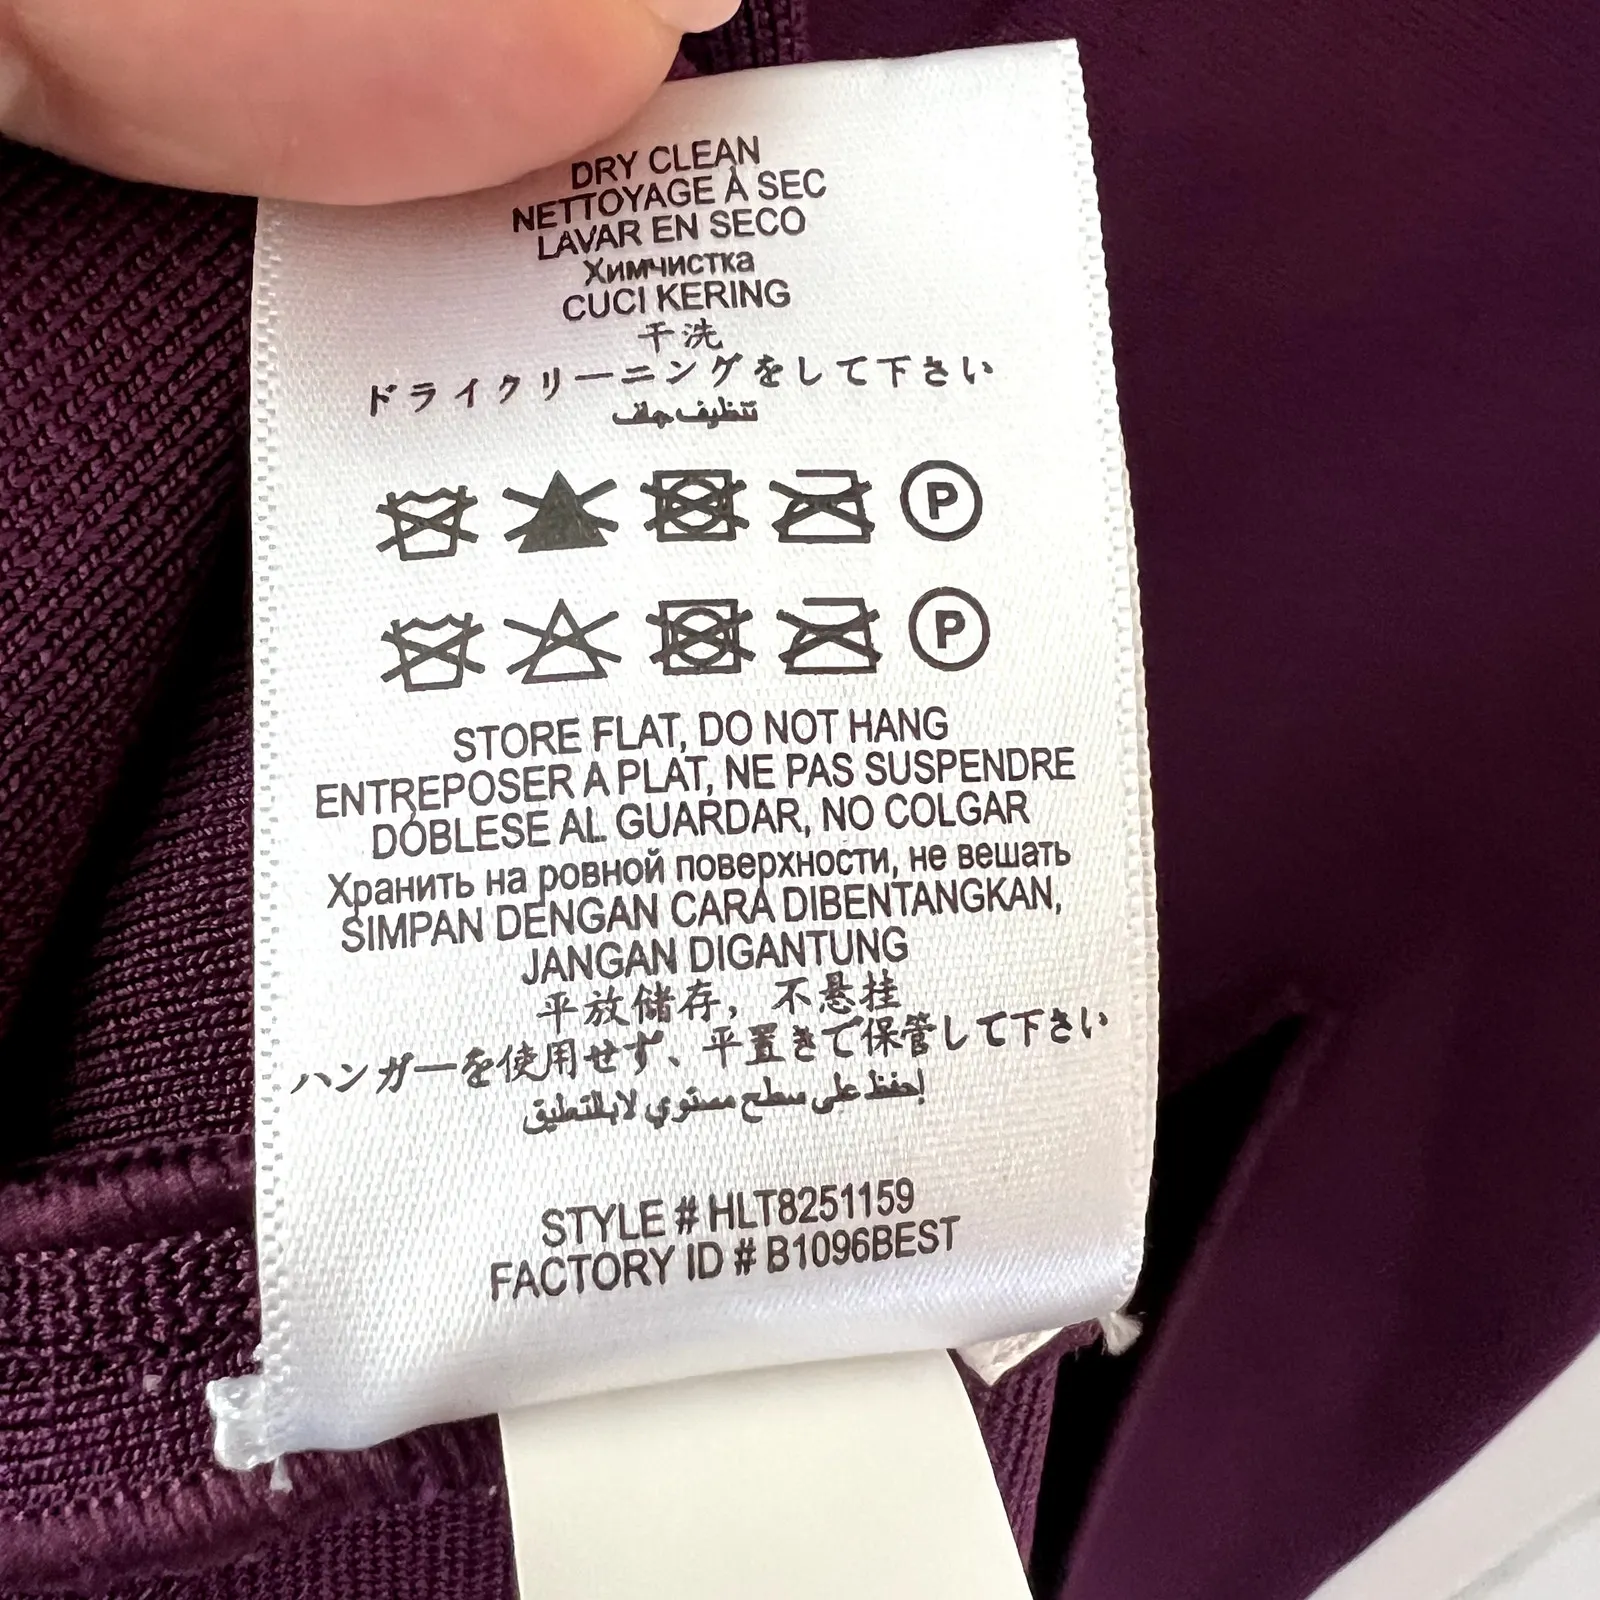 DRY CLEAN
NETTOYAGE À SEC
LAVAR EN SECO
Химчистка
CUCI KERING
干洗
ドライクリーニングをして下さい
تنظيف جاف
P
P
STORE FLAT, DO NOT HANG
ENTREPOSER A PLAT, NE PAS SUSPENDRE
DÓBLESE AL GUARDAR, NO COLGAR
Хранить на ровной поверхности, не вешать
SIMPAN DENGAN CARA DIBENTANGKAN,
JANGAN DIGANTUNG
平放储存，不悬挂
ハンガーを使用せず、平置きで保管して下さい
إحفظ على سطح مستوي لابالتعليق
STYLE # HLT8251159
FACTORY ID # B1096BEST